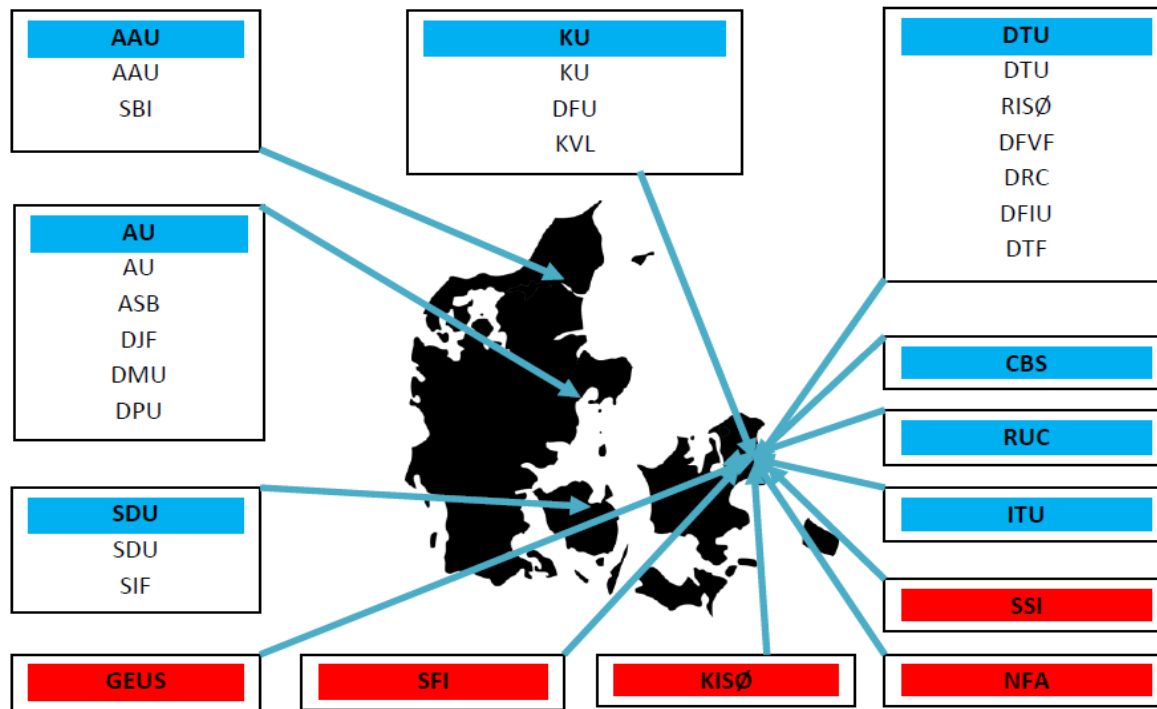 AAU
AAU
SBI
KU
KU
DFU
KVL
DTU
DTU
RISØ
DFVF
DRC
DFIU
DTF
AU
AU
ASB
DJF
DMU
DPU
CBS
RUC
SDU
SDU
SIF
ITU
SSI
GEUS
SFI
KISØ
NFA